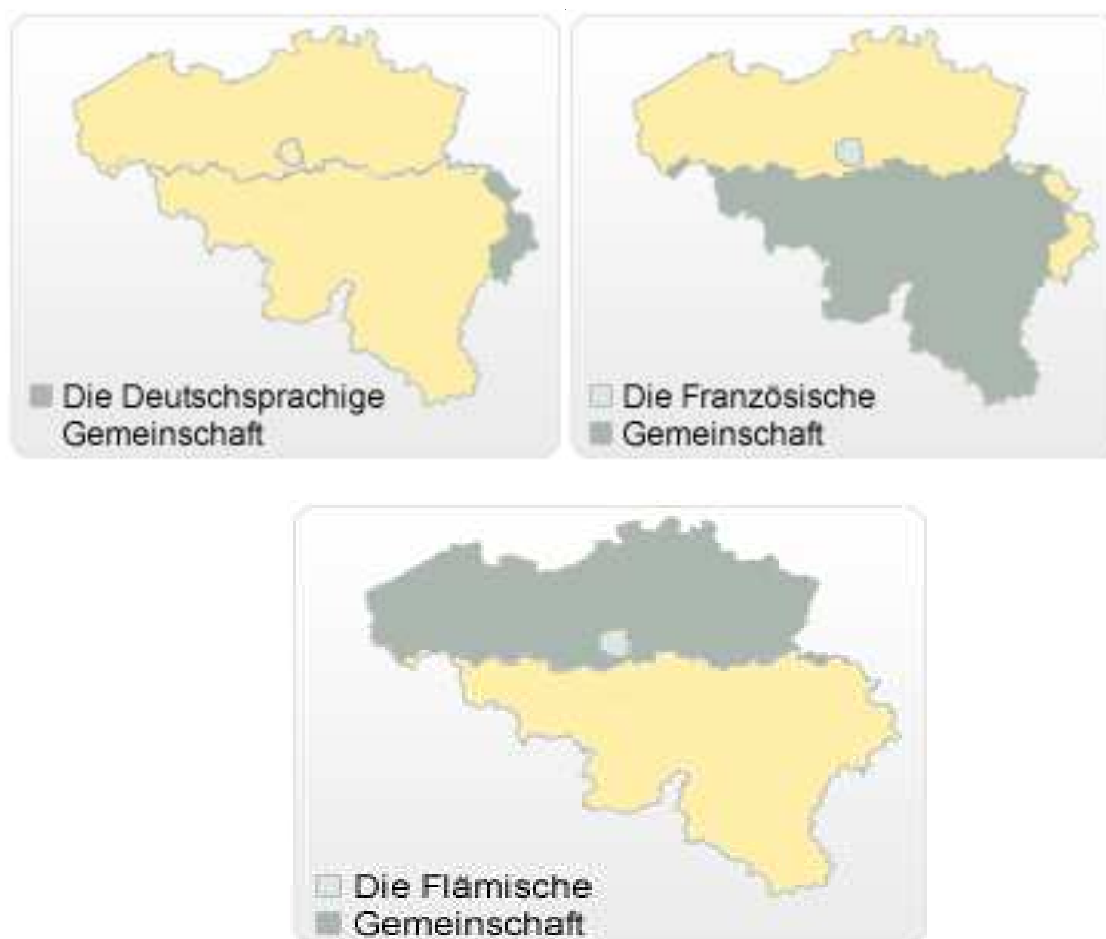 Die Deutschsprachige
Gemeinschaft
Die Französische
Gemeinschaft
Die Flämische
Gemeinschaft